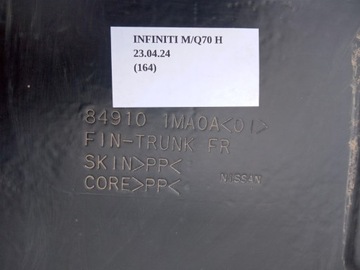 INFINITI M/Q70 H
23.04.24
(164)
84910 1MA0A<01>
FIN-TRUNK FR
SKIN>PP<
CORE>PP<
NISSAN